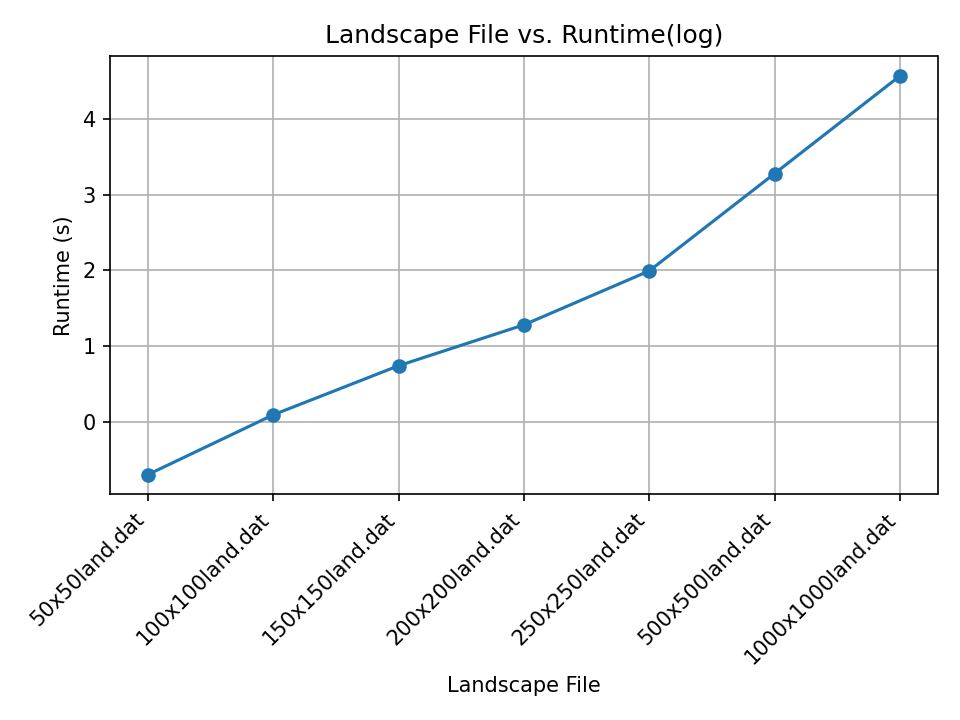 Landscape File vs. Runtime(log)
Runtime (s)
4
3
2
1
0
50x50land.dat
100x100land.dat
150x150land.dat
200x200land.dat
250x250land.dat
500x500land.dat
1000x1000land.dat
Landscape File